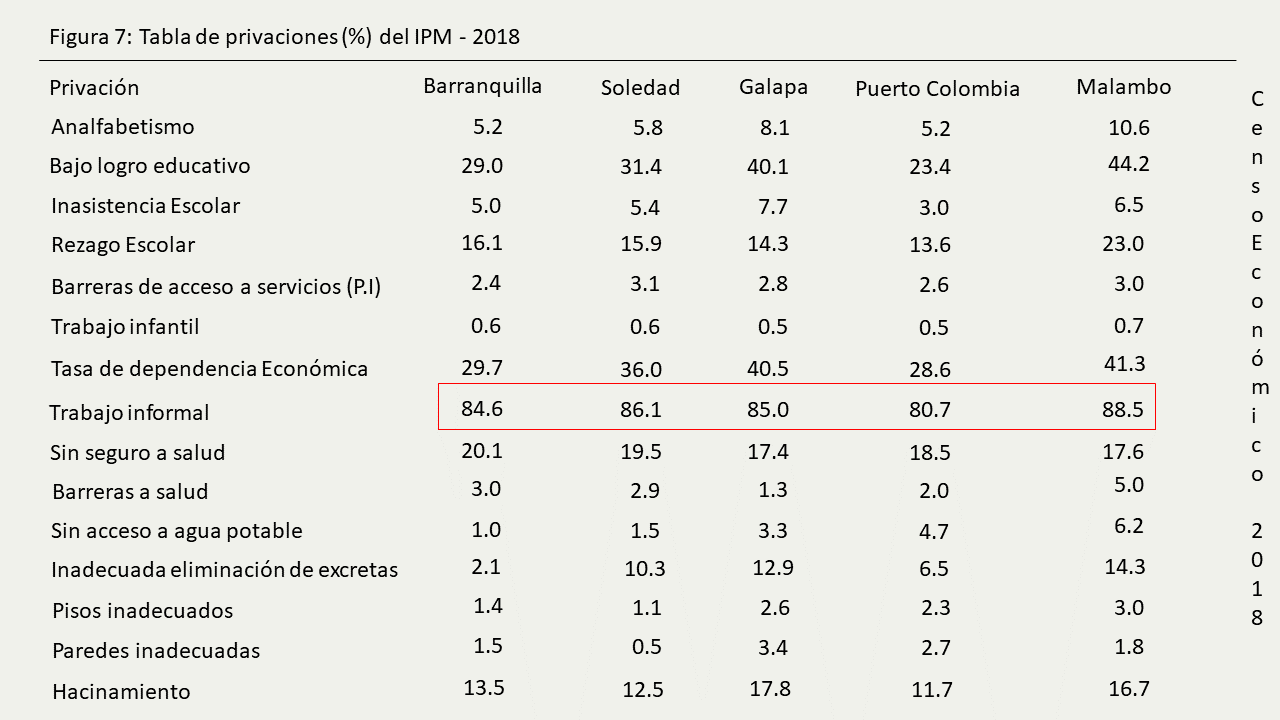 Figura 7: Tabla de privaciones (%) del IPM - 2018
Privación Barranquilla Soledad Galapa Puerto Colombia Malambo
Analfabetismo 5.2 5.8 8.1 5.2 10.6
Bajo logro educativo 29.0 31.4 40.1 23.4 44.2
Inasistencia Escolar 5.0 5.4 7.7 3.0 6.5
Rezago Escolar 16.1 15.9 14.3 13.6 23.0
Barreras de acceso a servicios (P.I) 2.4 3.1 2.8 2.6 3.0
Trabajo infantil 0.6 0.6 0.5 0.5 0.7
Tasa de dependencia Económica 29.7 36.0 40.5 28.6 41.3
Trabajo informal 84.6 86.1 85.0 80.7 88.5
Sin seguro a salud 20.1 19.5 17.4 18.5 17.6
Barreras a salud 3.0 2.9 1.3 2.0 5.0
Sin acceso a agua potable 1.0 1.5 3.3 4.7 6.2
Inadecuada eliminación de excretas 2.1 10.3 12.9 6.5 14.3
Pisos inadecuados 1.4 1.1 2.6 2.3 3.0
Paredes inadecuadas 1.5 0.5 3.4 2.7 1.8
Hacinamiento 13.5 12.5 17.8 11.7 16.7
Censo Económico 2018